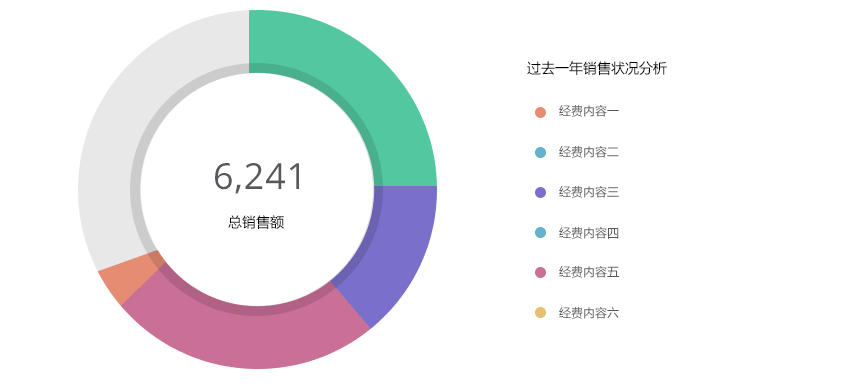 6,241
总销售额
过去一年销售状况分析
经费内容一
经费内容二
经费内容三
经费内容四
经费内容五
经费内容六